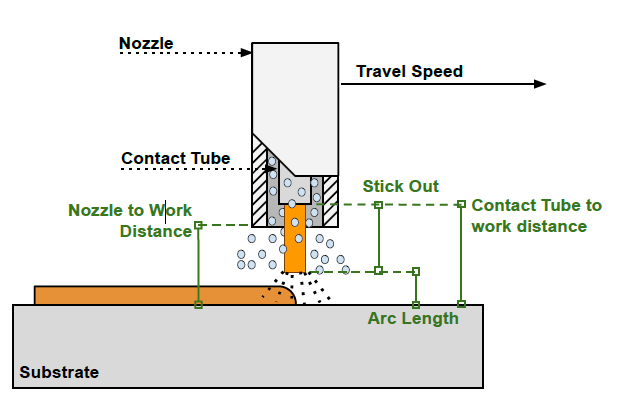 Nozzle
Travel Speed
Contact Tube
Stick Out
Nozzle to Work
Distance
Contact Tube to
work distance
Arc Length
Substrate